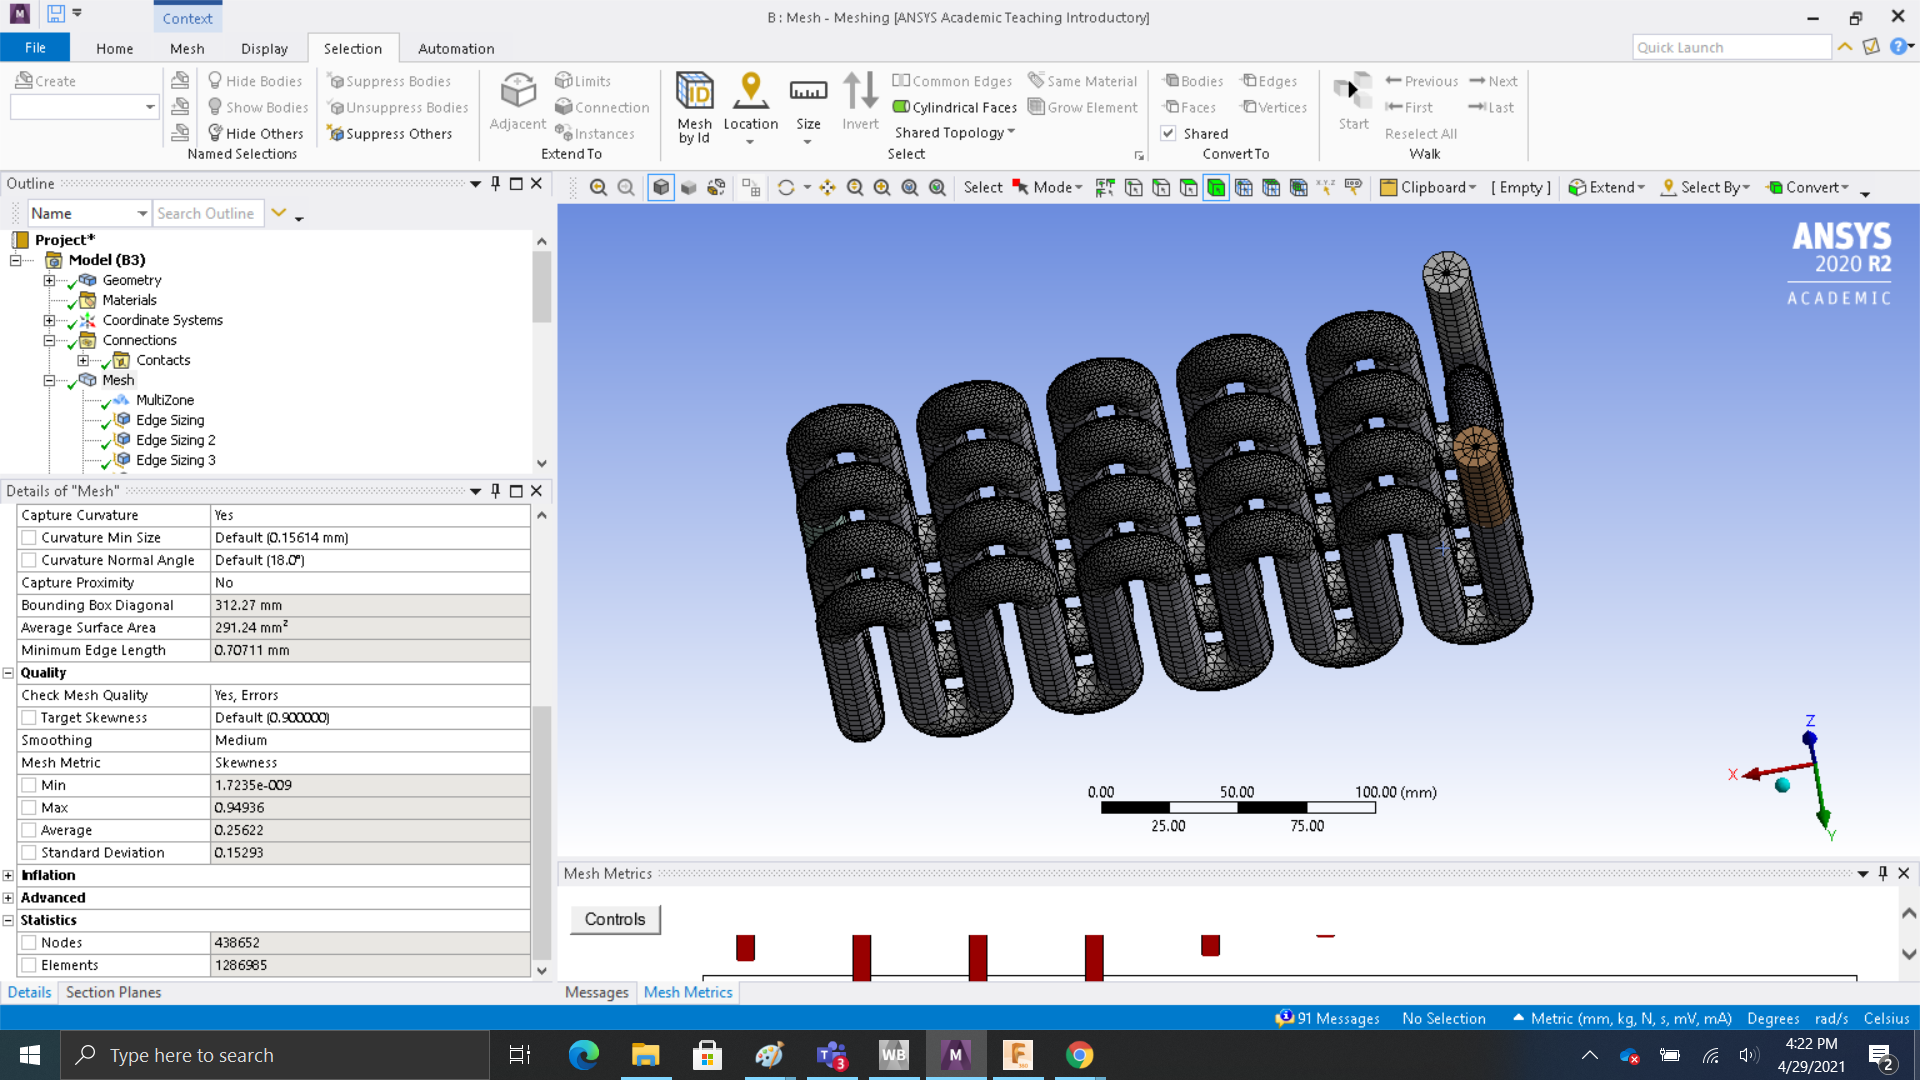 M
Context
B : Mesh - Meshing [ANSYS Academic Teaching Introductory]
File
Home
Mesh
Display
Selection
Automation
Quick Launch
Create
Hide Bodies
Show Bodies
Hide Others
Suppress Bodies
Unsuppress Bodies
Suppress Others
Named Selections
Adjacent
Limits
Connection
Instances
Extend To
Mesh by Id
Location
Size
Invert
Common Edges
Cylindrical Faces
Shared Topology
Same Material
Grow Element
Select
Bodies
Edges
Faces
Vertices
Shared
Convert To
Start
Previous
Next
First
Last
Reselect All
Walk
Outline
Name
Search Outline
Select
Mode
Clipboard
[ Empty ]
Extend
Select By
Convert
Project*
Model (B3)
Geometry
Materials
Coordinate Systems
Connections
Contacts
Mesh
MultiZone
Edge Sizing
Edge Sizing 2
Edge Sizing 3
Details of "Mesh"
Capture Curvature Yes
Curvature Min Size Default (0.15614 mm)
Curvature Normal Angle Default (18.0°)
Capture Proximity No
Bounding Box Diagonal 312.27 mm
Average Surface Area 291.24 mm²
Minimum Edge Length 0.70711 mm
Quality
Check Mesh Quality Yes, Errors
Target Skewness Default (0.900000)
Smoothing Medium
Mesh Metric Skewness
Min 1.7235e-009
Max 0.94936
Average 0.25622
Standard Deviation 0.15293
Inflation
Advanced
Statistics
Nodes 438652
Elements 1286985
Details
Section Planes
ANSYS
2020 R2
ACADEMIC
Z
X
Y
0.00 50.00 100.00 (mm)
25.00 75.00
Mesh Metrics
Controls
Messages
Mesh Metrics
91 Messages
No Selection
Metric (mm, kg, N, s, mV, mA)
Degrees
rad/s
Celsius
Type here to search
3
WB
M
F
4:22 PM
4/29/2021
2